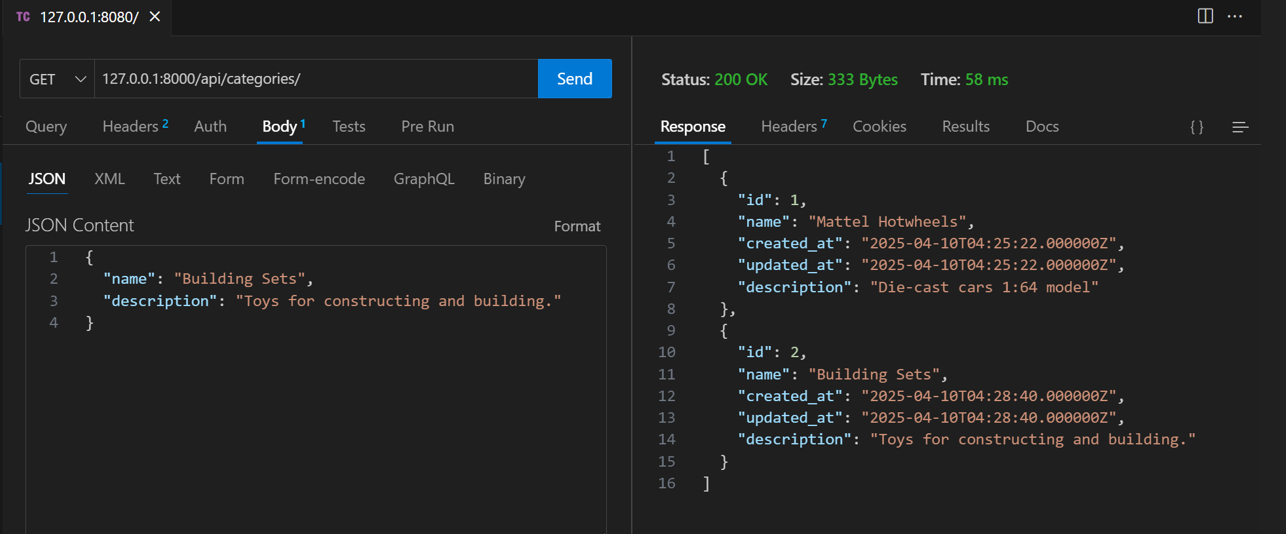 TC 127.0.0.1:8080/
GET 127.0.0.1:8000/api/categories/ Send
Query Headers 2 Auth Body 1 Tests Pre Run
JSON XML Text Form Form-encode GraphQL Binary
JSON Content Format
1 {
2 "name": "Building Sets",
3 "description": "Toys for constructing and building."
4 }
Status: 200 OK Size: 333 Bytes Time: 58 ms
Response Headers 7 Cookies Results Docs { }
1 [
2 {
3 "id": 1,
4 "name": "Mattel Hotwheels",
5 "created_at": "2025-04-10T04:25:22.000000Z",
6 "updated_at": "2025-04-10T04:25:22.000000Z",
7 "description": "Die-cast cars 1:64 model"
8 },
9 {
10 "id": 2,
11 "name": "Building Sets",
12 "created_at": "2025-04-10T04:28:40.000000Z",
13 "updated_at": "2025-04-10T04:28:40.000000Z",
14 "description": "Toys for constructing and building."
15 }
16 ]